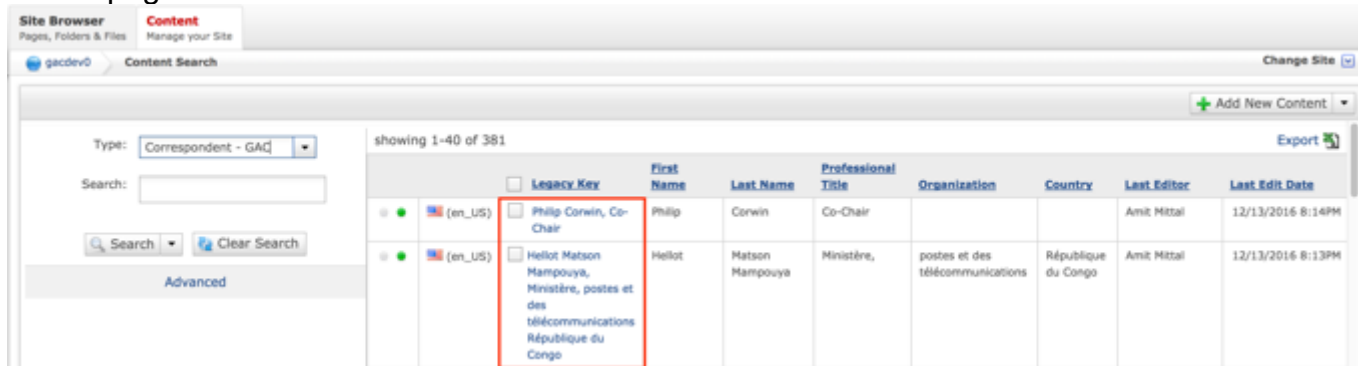 Site Browser
Pages, Folders & Files
Content
Manage your Site
gacdev0
Content Search
Change Site
Add New Content
Type:
Correspondent - GAC
Search:
Search
Clear Search
Advanced
showing 1-40 of 381
Export
Legacy Key
First
Name
Last Name
Professional
Title
Organization
Country
Last Editor
Last Edit Date
(en_US)
Philip Corwin, Co-
Chair
Philip
Corwin
Co-Chair
Amit Mittal
12/13/2016 8:14PM
(en_US)
Hellot Matson
Mampouya,
Ministère, postes et
des
télécommunications
République du
Congo
Hellot
Matson
Mampouya
Ministère,
postes et des
télécommunications
République
du Congo
Amit Mittal
12/13/2016 8:13PM